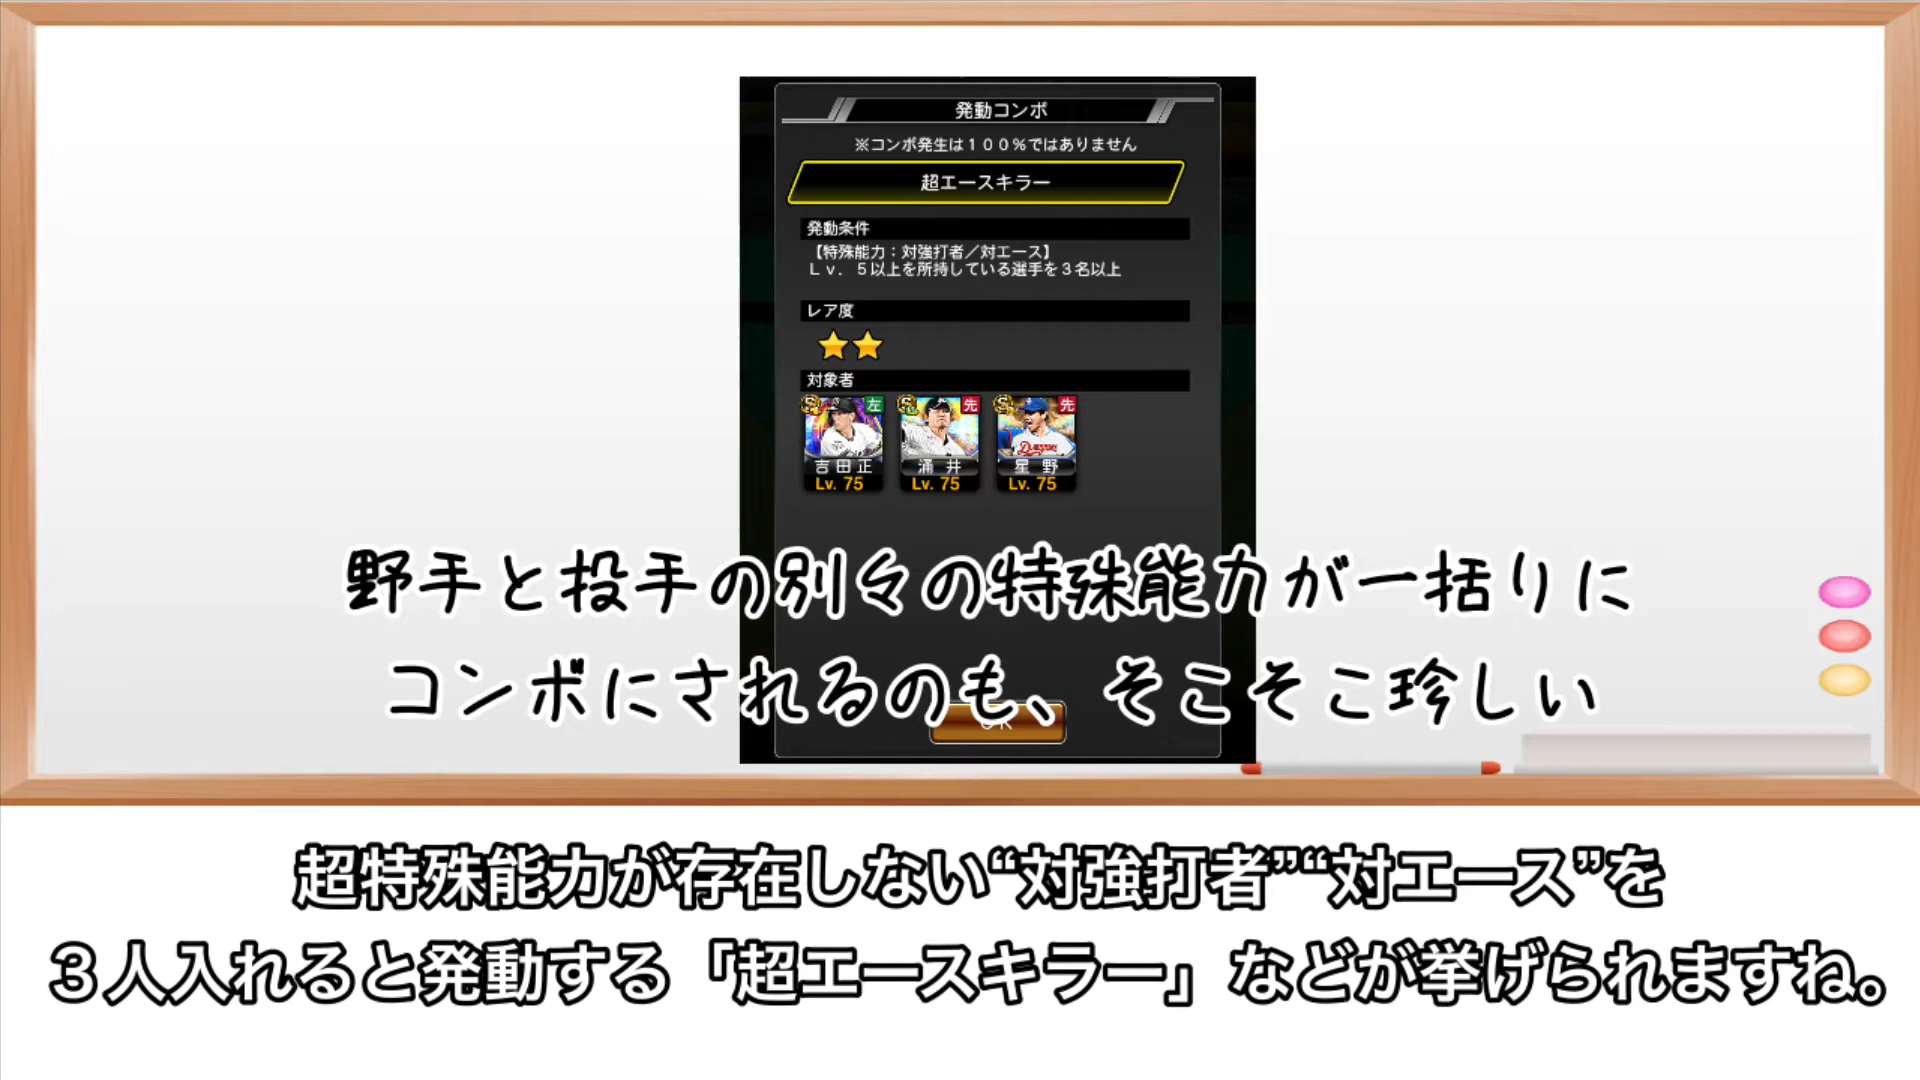 発動コンボ
※コンボ発生は１００％ではありません
超エースキラー
発動条件
【特殊能力：対強打者／対エース】
Ｌｖ．５以上を所持している選手を３名以上
レア度
対象者
左 先 先
吉田正 涌井 星野
Lv. 75 Lv. 75 Lv. 75
野手と投手の別々の特殊能力が一括りに
コンボにされるのも、そこそこ珍しい
OK
超特殊能力が存在しない“対強打者”“対エース”を
３人入れると発動する「超エースキラー」などが挙げられますね。